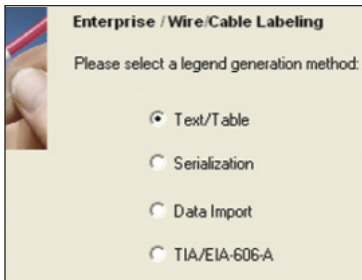 Enterprise / Wire/Cable Labeling
Please select a legend generation method:
Text/Table
Serialization
Data Import
TIA/EIA-606-A